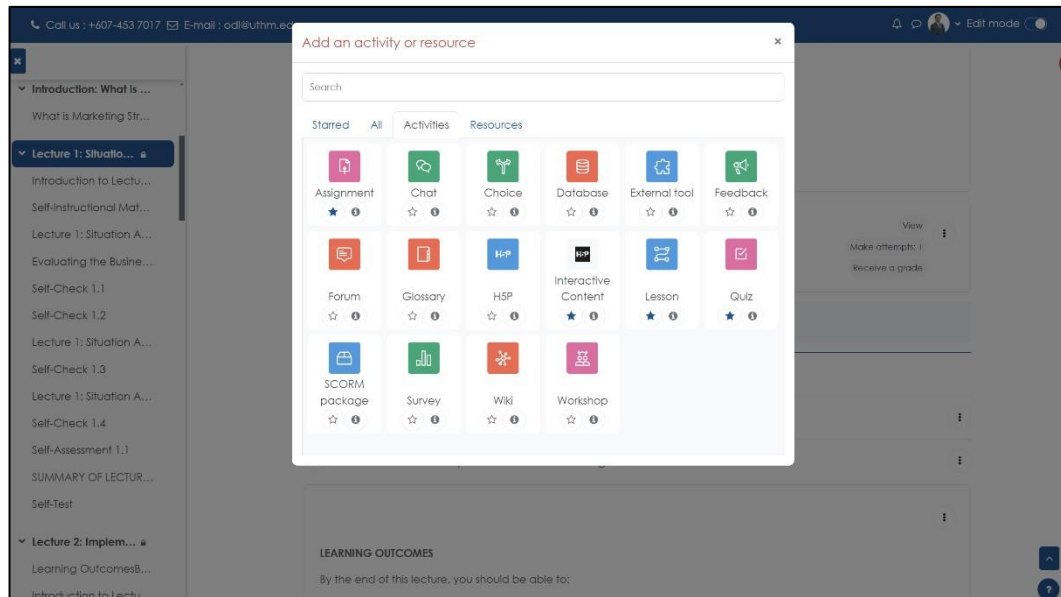 Call us : +607-453 7017 E-mail : odl@uthm.ed
Edit mode
Add an activity or resource
×
Search
Starred All Activities Resources
Assignment Chat Choice Database External tool Feedback
Forum Glossary H5P Interactive Content Lesson Quiz
SCORM package Survey Wiki Workshop
Introduction: What is ...
What is Marketing Str...
Lecture 1: Situatio...
Introduction to Lectu...
Self-Instructional Mat...
Lecture 1: Situation A...
Evaluating the Busine...
Self-Check 1.1
Self-Check 1.2
Lecture 1: Situation A...
Self-Check 1.3
Lecture 1: Situation A...
Self-Check 1.4
Self-Assessment 1.1
SUMMARY OF LECTUR...
Self-Test
Lecture 2: Implem...
Learning OutcomesB...
Introduction to Lectu
View
Make attempts: 1
Receive a grade
LEARNING OUTCOMES
By the end of this lecture, you should be able to: